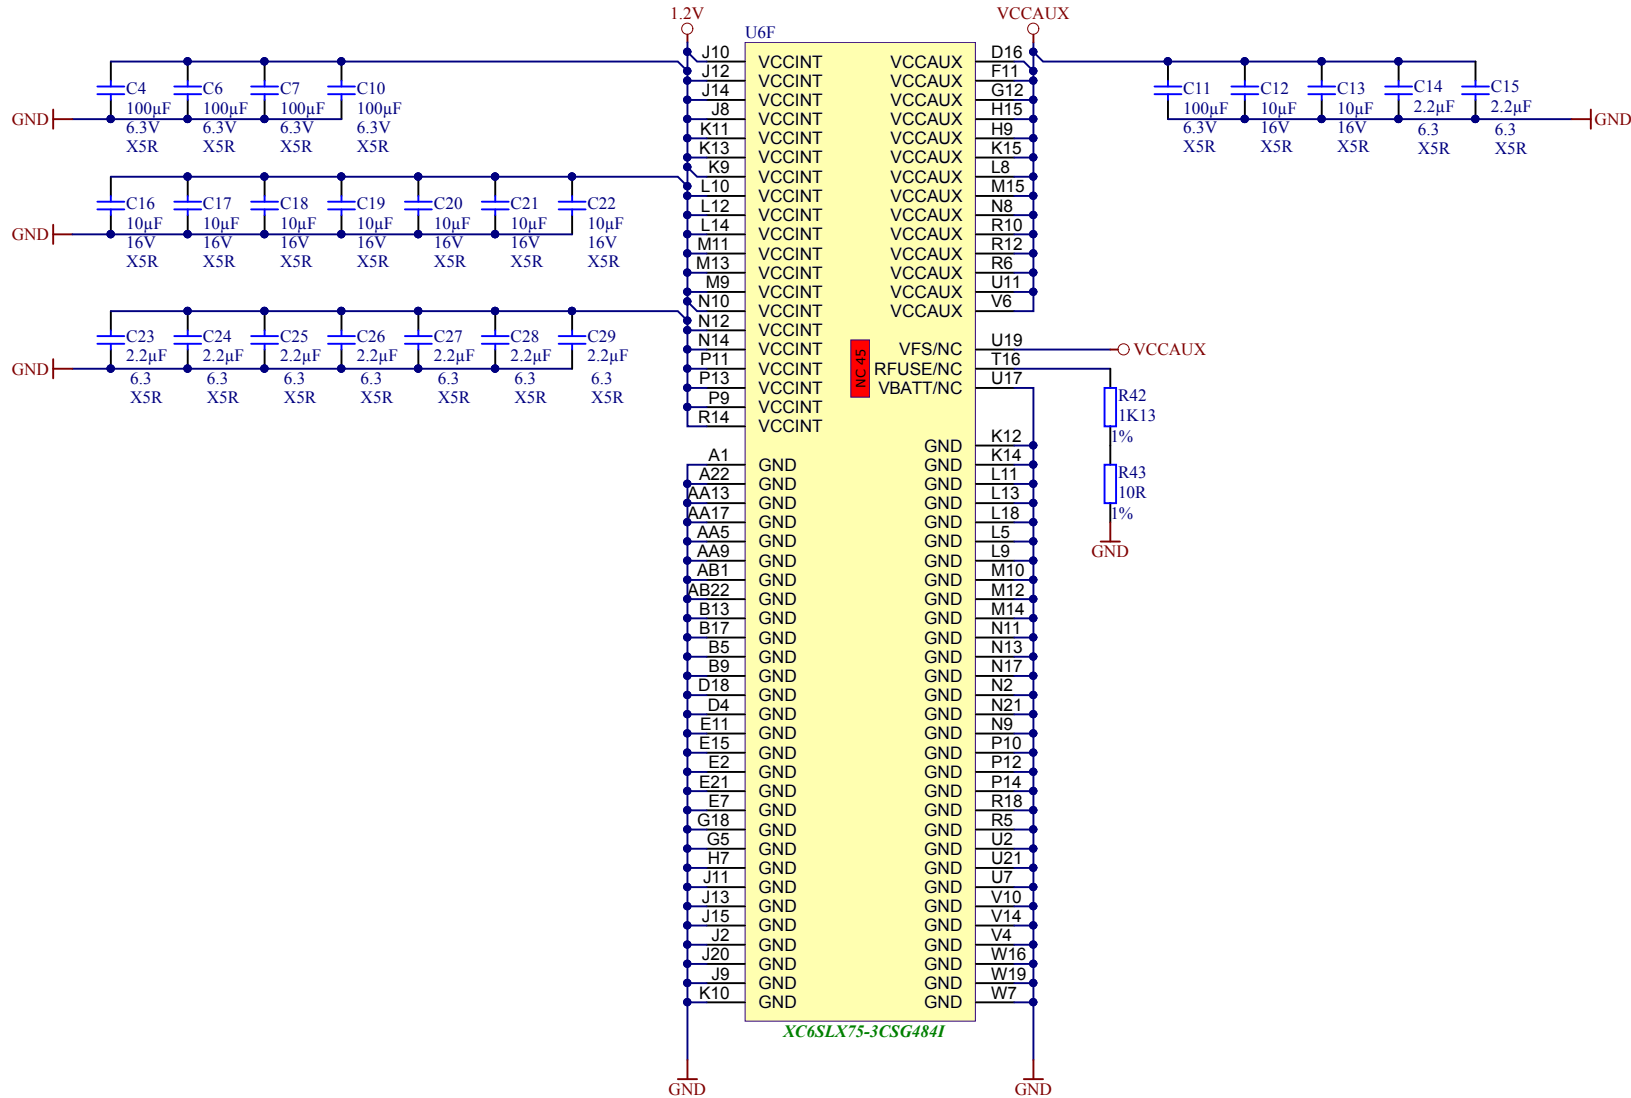 1.2V
VCCAUX
U6F
J10 VCCINT
J12 VCCINT
J14 VCCINT
J8 VCCINT
K11 VCCINT
K13 VCCINT
K9 VCCINT
L10 VCCINT
L12 VCCINT
L14 VCCINT
M11 VCCINT
M13 VCCINT
M9 VCCINT
N10 VCCINT
N12 VCCINT
N14 VCCINT
P11 VCCINT
P13 VCCINT
P9 VCCINT
R14 VCCINT
A1 GND
A22 GND
AA13 GND
AA17 GND
AA5 GND
AA9 GND
AB1 GND
AB22 GND
B13 GND
B17 GND
B5 GND
B9 GND
D18 GND
D4 GND
E11 GND
E15 GND
E2 GND
E21 GND
E7 GND
G18 GND
G5 GND
H7 GND
J11 GND
J13 GND
J15 GND
J2 GND
J20 GND
J9 GND
K10 GND
VCCAUX D16
VCCAUX F11
VCCAUX G12
VCCAUX H15
VCCAUX H9
VCCAUX K15
VCCAUX L8
VCCAUX M15
VCCAUX N8
VCCAUX R10
VCCAUX R12
VCCAUX R6
VCCAUX U11
VCCAUX V6
NC 45
VFS/NC U19 VCCAUX
RFUSE/NC T16
VBATT/NC U17
GND K12
GND K14
GND L11
GND L13
GND L18
GND L5
GND L9
GND M10
GND M12
GND M14
GND N11
GND N13
GND N17
GND N2
GND N21
GND N9
GND P10
GND P12
GND P14
GND R18
GND R5
GND U2
GND U21
GND U7
GND V10
GND V14
GND V4
GND W16
GND W19
GND W7
XC6SLX75-3CSG484I
GND
GND
C4 C6 C7 C10
100µF 100µF 100µF 100µF
GND
6.3V 6.3V 6.3V 6.3V
X5R X5R X5R X5R
C16 C17 C18 C19 C20 C21 C22
10µF 10µF 10µF 10µF 10µF 10µF 10µF
GND
16V 16V 16V 16V 16V 16V 16V
X5R X5R X5R X5R X5R X5R X5R
C23 C24 C25 C26 C27 C28 C29
2.2µF 2.2µF 2.2µF 2.2µF 2.2µF 2.2µF 2.2µF
GND
6.3 6.3 6.3 6.3 6.3 6.3 6.3
X5R X5R X5R X5R X5R X5R X5R
C11 C12 C13 C14 C15
100µF 10µF 10µF 2.2µF 2.2µF
GND
6.3V 16V 16V 6.3 6.3
X5R X5R X5R X5R X5R
R42
1K13
1%
R43
10R
1%
GND